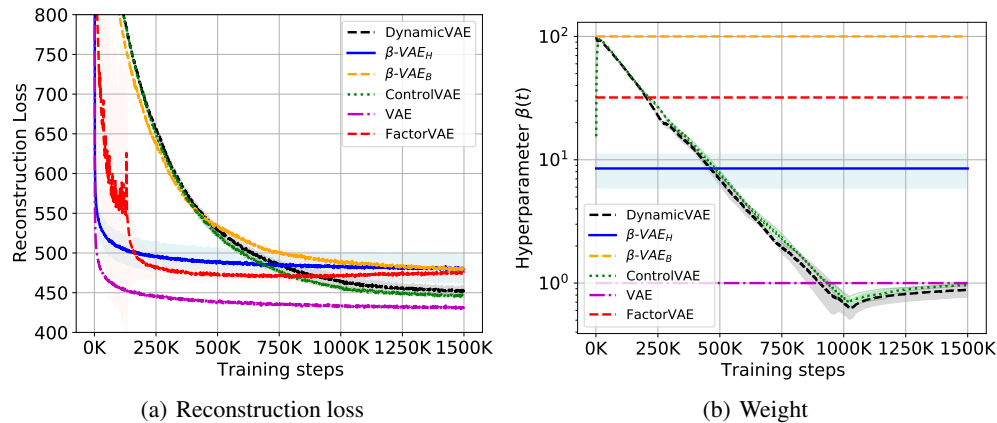 800
750
700
650
600
550
500
450
400
Reconstruction Loss
0K 250K 500K 750K 1000K 1250K 1500K
Training steps
DynamicVAE
β-VAE_H
β-VAE_B
ControlVAE
VAE
FactorVAE
(a) Reconstruction loss
10²
10¹
10⁰
Hyperparameter β(t)
DynamicVAE
β-VAE_H
β-VAE_B
ControlVAE
VAE
FactorVAE
0K 250K 500K 750K 1000K 1250K 1500K
Training steps
(b) Weight